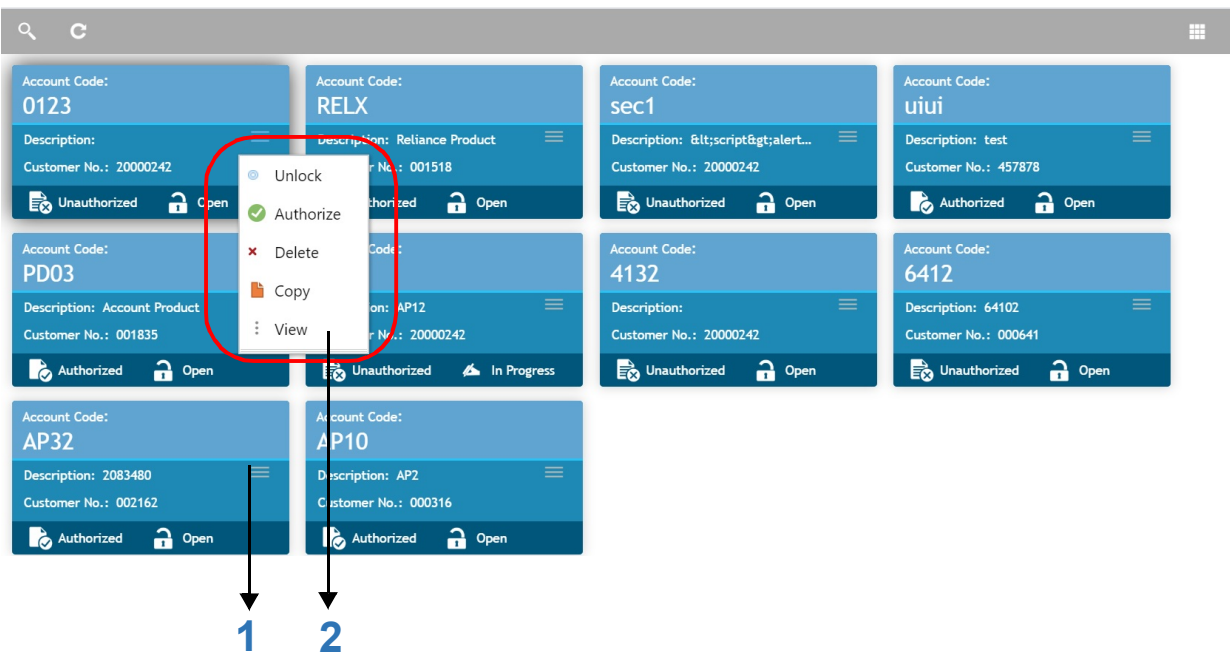 Account Code:
0123
Description:
Customer No.: 20000242
Unauthorized Open
Account Code:
RELX
Description: Reliance Product
r No.: 001518
thorized Open
Account Code:
sec1
Description: &lt;script&gt;alert...
Customer No.: 20000242
Unauthorized Open
Account Code:
uiui
Description: test
Customer No.: 457878
Authorized Open
Unlock
Authorize
Delete
Copy
View
Account Code:
PD03
Description: Account Product
Customer No.: 001835
Authorized Open
Code:
on: AP12
r No.: 20000242
Unauthorized In Progress
Account Code:
4132
Description:
Customer No.: 20000242
Unauthorized Open
Account Code:
6412
Description: 64102
Customer No.: 000641
Unauthorized Open
Account Code:
AP32
Description: 2083480
Customer No.: 002162
Authorized Open
Account Code:
AP10
Description: AP2
Customer No.: 000316
Authorized Open
1
2